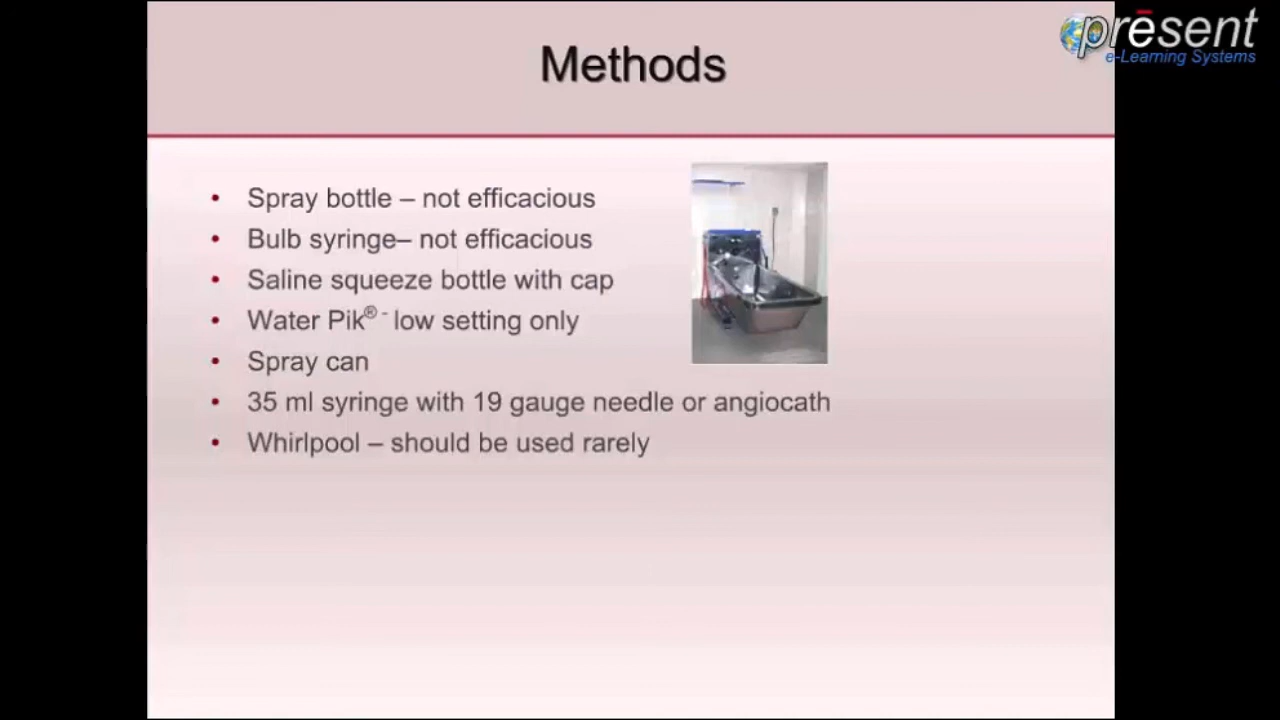 présent
e-Learning Systems
Methods
• Spray bottle – not efficacious
• Bulb syringe– not efficacious
• Saline squeeze bottle with cap
• Water Pik® - low setting only
• Spray can
• 35 ml syringe with 19 gauge needle or angiocath
• Whirlpool – should be used rarely